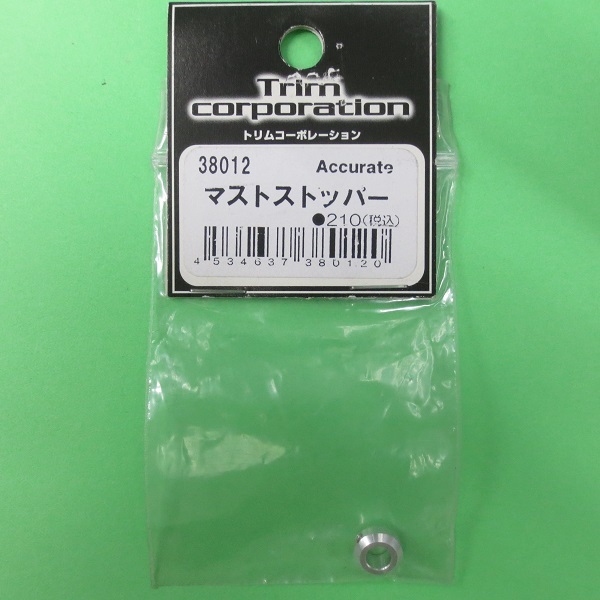 Trim
corporation
トリムコーポレーション
38012 Accurate
マストストッパー
●210(税込)
4 534637 380120